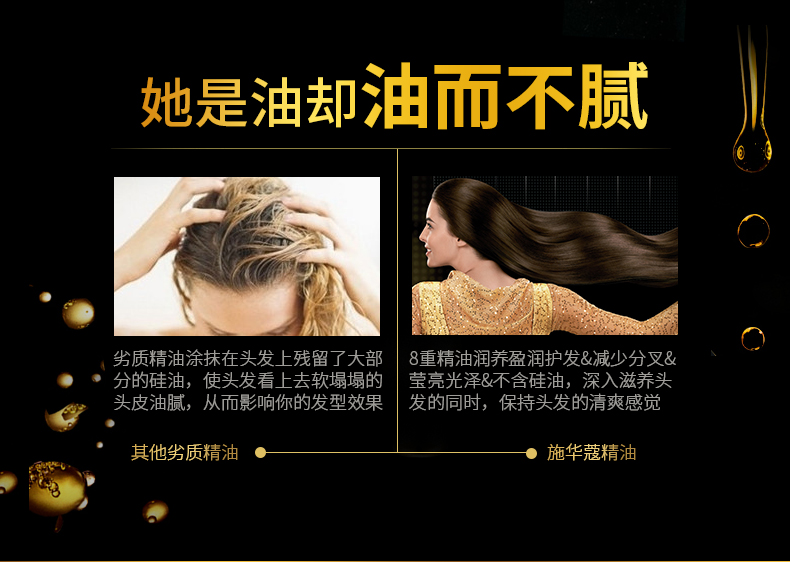 她是油却油而不腻
劣质精油涂抹在头发上残留了大部
分的硅油，使头发看上去软塌塌的
头皮油腻，从而影响你的发型效果
8重精油润养盈润护发&减少分叉&
莹亮光泽&不含硅油，深入滋养头
发的同时，保持头发的清爽感觉
其他劣质精油
施华蔻精油